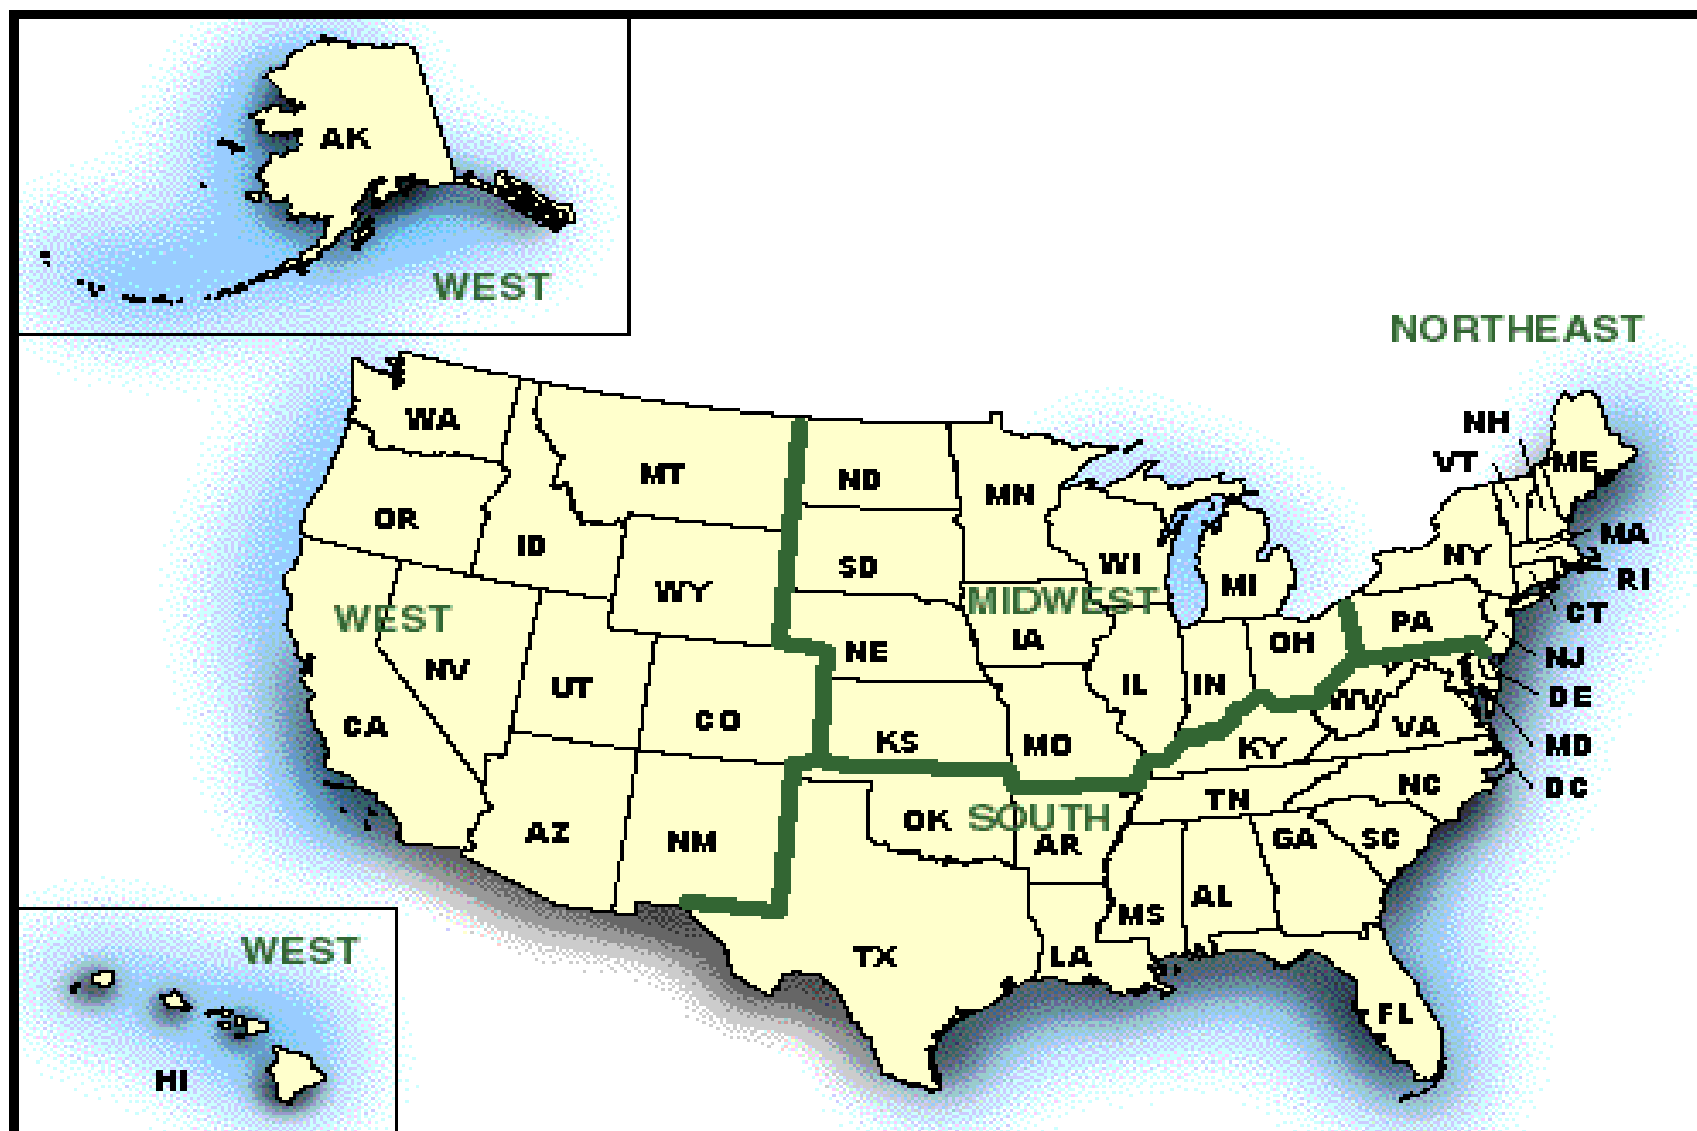 AK
WEST
NORTHEAST
WA
MT
ND
MN
NH
VT
ME
OR
ID
SD
WI
NY
MA
WY
MI
RI
WEST
MIDWEST
CT
NV
NE
IA
OH
PA
NJ
UT
IL
IN
WV
DE
CA
CO
KS
MO
KY
VA
MD
TN
NC
DC
AZ
NM
OK
SOUTH
AR
GA
SC
MS
AL
TX
LA
FL
WEST
HI